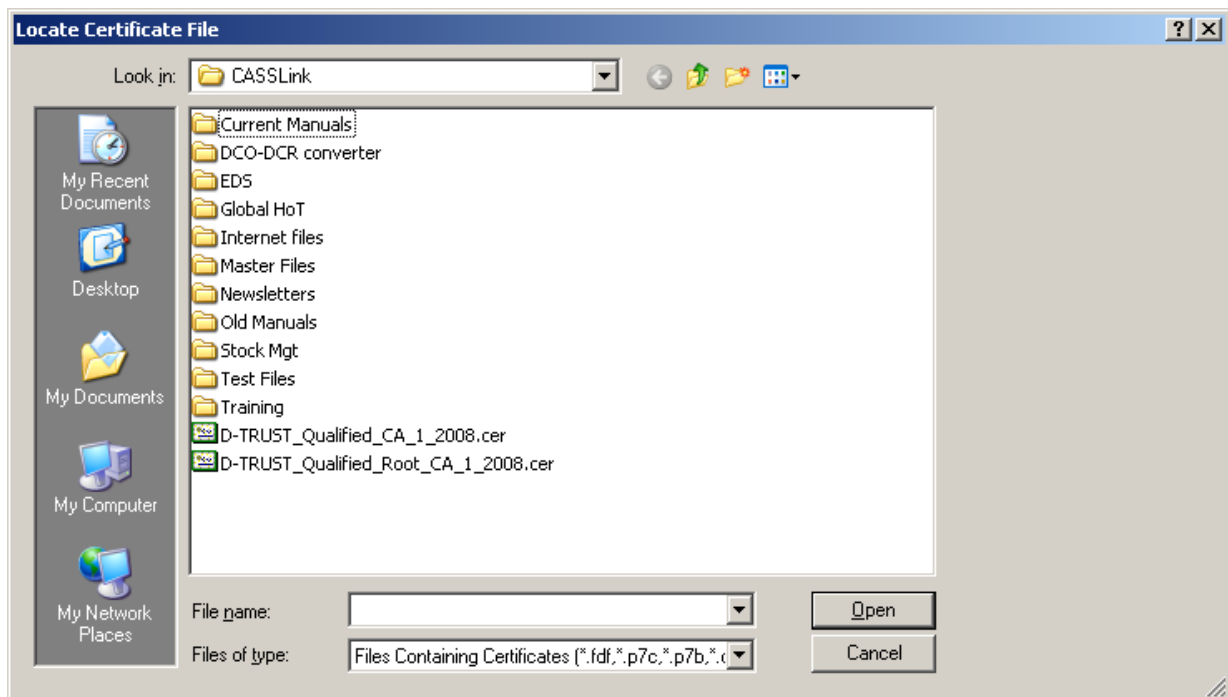 Locate Certificate File
Look in: CASSLink
My Recent
Documents
Desktop
My Documents
My Computer
My Network
Places
Current Manuals
DCO-DCR converter
EDS
Global HoT
Internet files
Master Files
Newsletters
Old Manuals
Stock Mgt
Test Files
Training
D-TRUST_Qualified_CA_1_2008.cer
D-TRUST_Qualified_Root_CA_1_2008.cer
File name:
Open
Files of type: Files Containing Certificates (*.fdf,*.p7c,*.p7b,*.c
Cancel